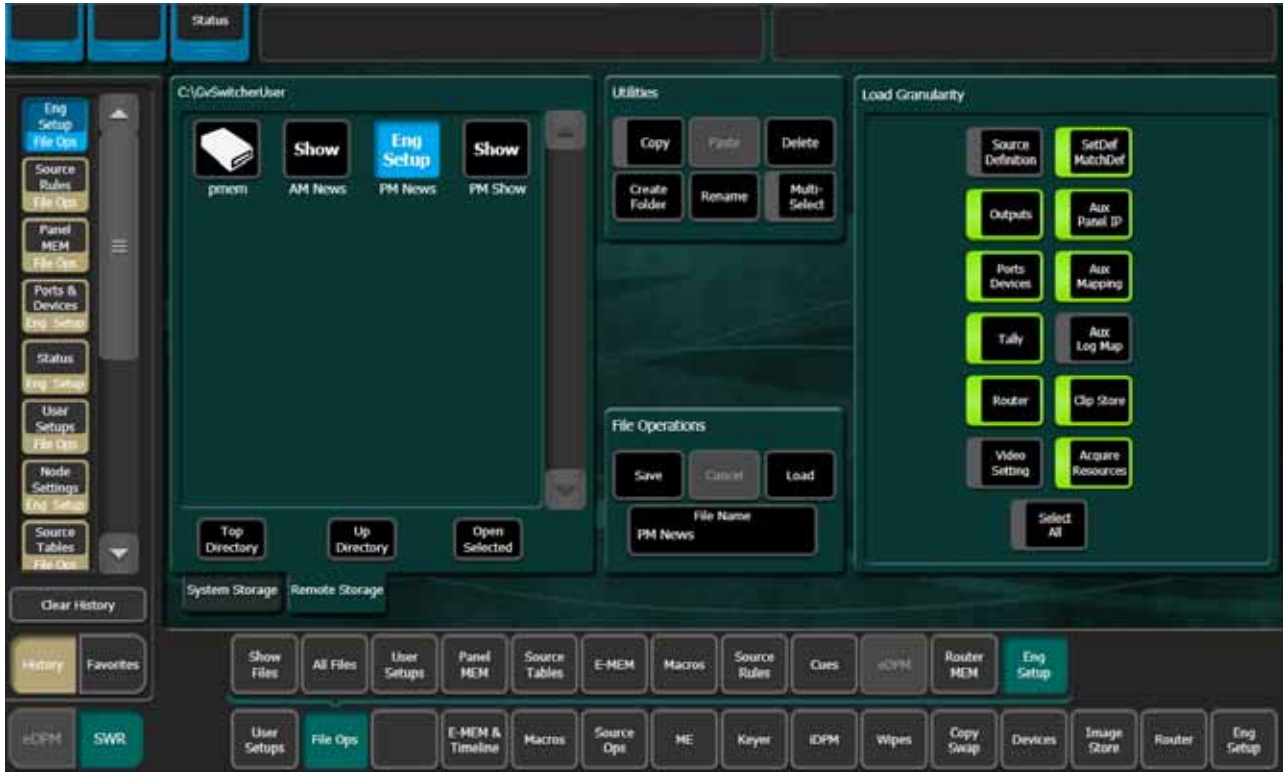 Status
C:\GvSwitcherUser
Utilities
Load Granularity
Eng
Setup
File Ops
Source
Rules
File Ops
Panel
MEM
File Ops
Ports &
Devices
Eng Setup
Status
Eng Setup
User
Setups
File Ops
Node
Settings
Eng Setup
Source
Tables
File Ops
Clear History
History
Favorites
pmem
Show
AM News
Eng
Setup
PM News
Show
PM Show
Top
Directory
Up
Directory
Open
Selected
System Storage
Remote Storage
Copy
Paste
Delete
Create
Folder
Rename
Multi-
Select
File Operations
Save
Cancel
Load
File Name
PM News
Source
Definition
SetDef
MatchDef
Outputs
Aux
Panel IP
Ports
Devices
Aux
Mapping
Tally
Aux
Log Map
Router
Clip Store
Video
Setting
Acquire
Resources
Select
All
Show
Files
All Files
User
Setups
Panel
MEM
Source
Tables
E-MEM
Macros
Source
Rules
Cues
eDPM
Router
MEM
Eng
Setup
eDPM
SWR
User
Setups
File Ops
E-MEM &
Timeline
Macros
Source
Ops
ME
Keyer
iDPM
Wipes
Copy
Swap
Devices
Image
Store
Router
Eng
Setup